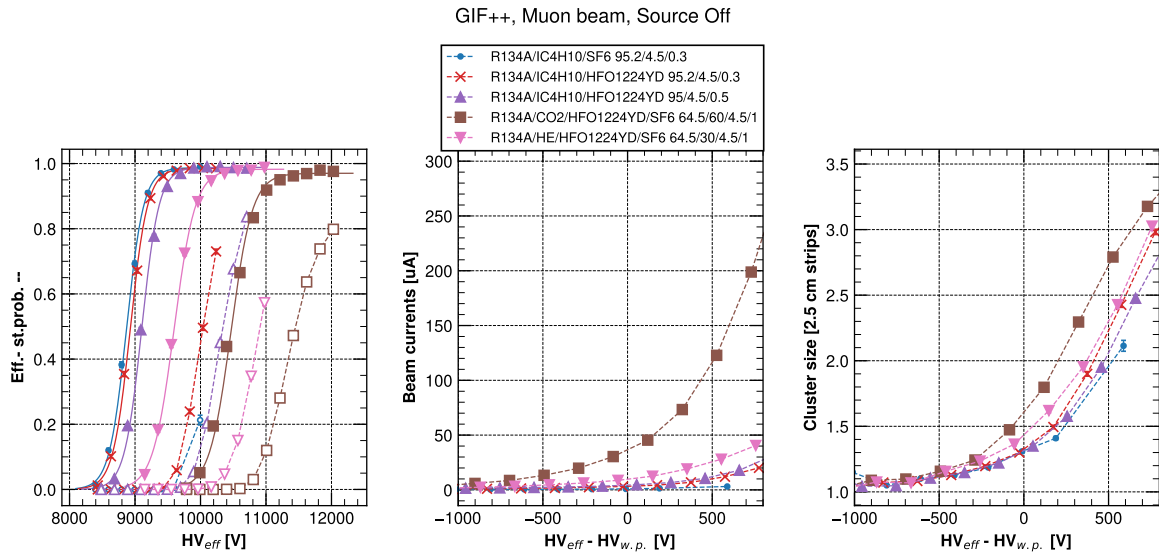 GIF++, Muon beam, Source Off
R134A/IC4H10/SF6 95.2/4.5/0.3
R134A/IC4H10/HFO1224YD 95.2/4.5/0.3
R134A/IC4H10/HFO1224YD 95/4.5/0.5
R134A/CO2/HFO1224YD/SF6 64.5/60/4.5/1
R134A/HE/HFO1224YD/SF6 64.5/30/4.5/1
Eff.- st.prob. --
1.0
0.8
0.6
0.4
0.2
0.0
8000 9000 10000 11000 12000
HVeff [V]
Beam currents [uA]
300
250
200
150
100
50
0
−1000 −500 0 500
HVeff - HVw.p. [V]
Cluster size [2.5 cm strips]
3.5
3.0
2.5
2.0
1.5
1.0
−1000 −500 0 500
HVeff - HVw.p. [V]